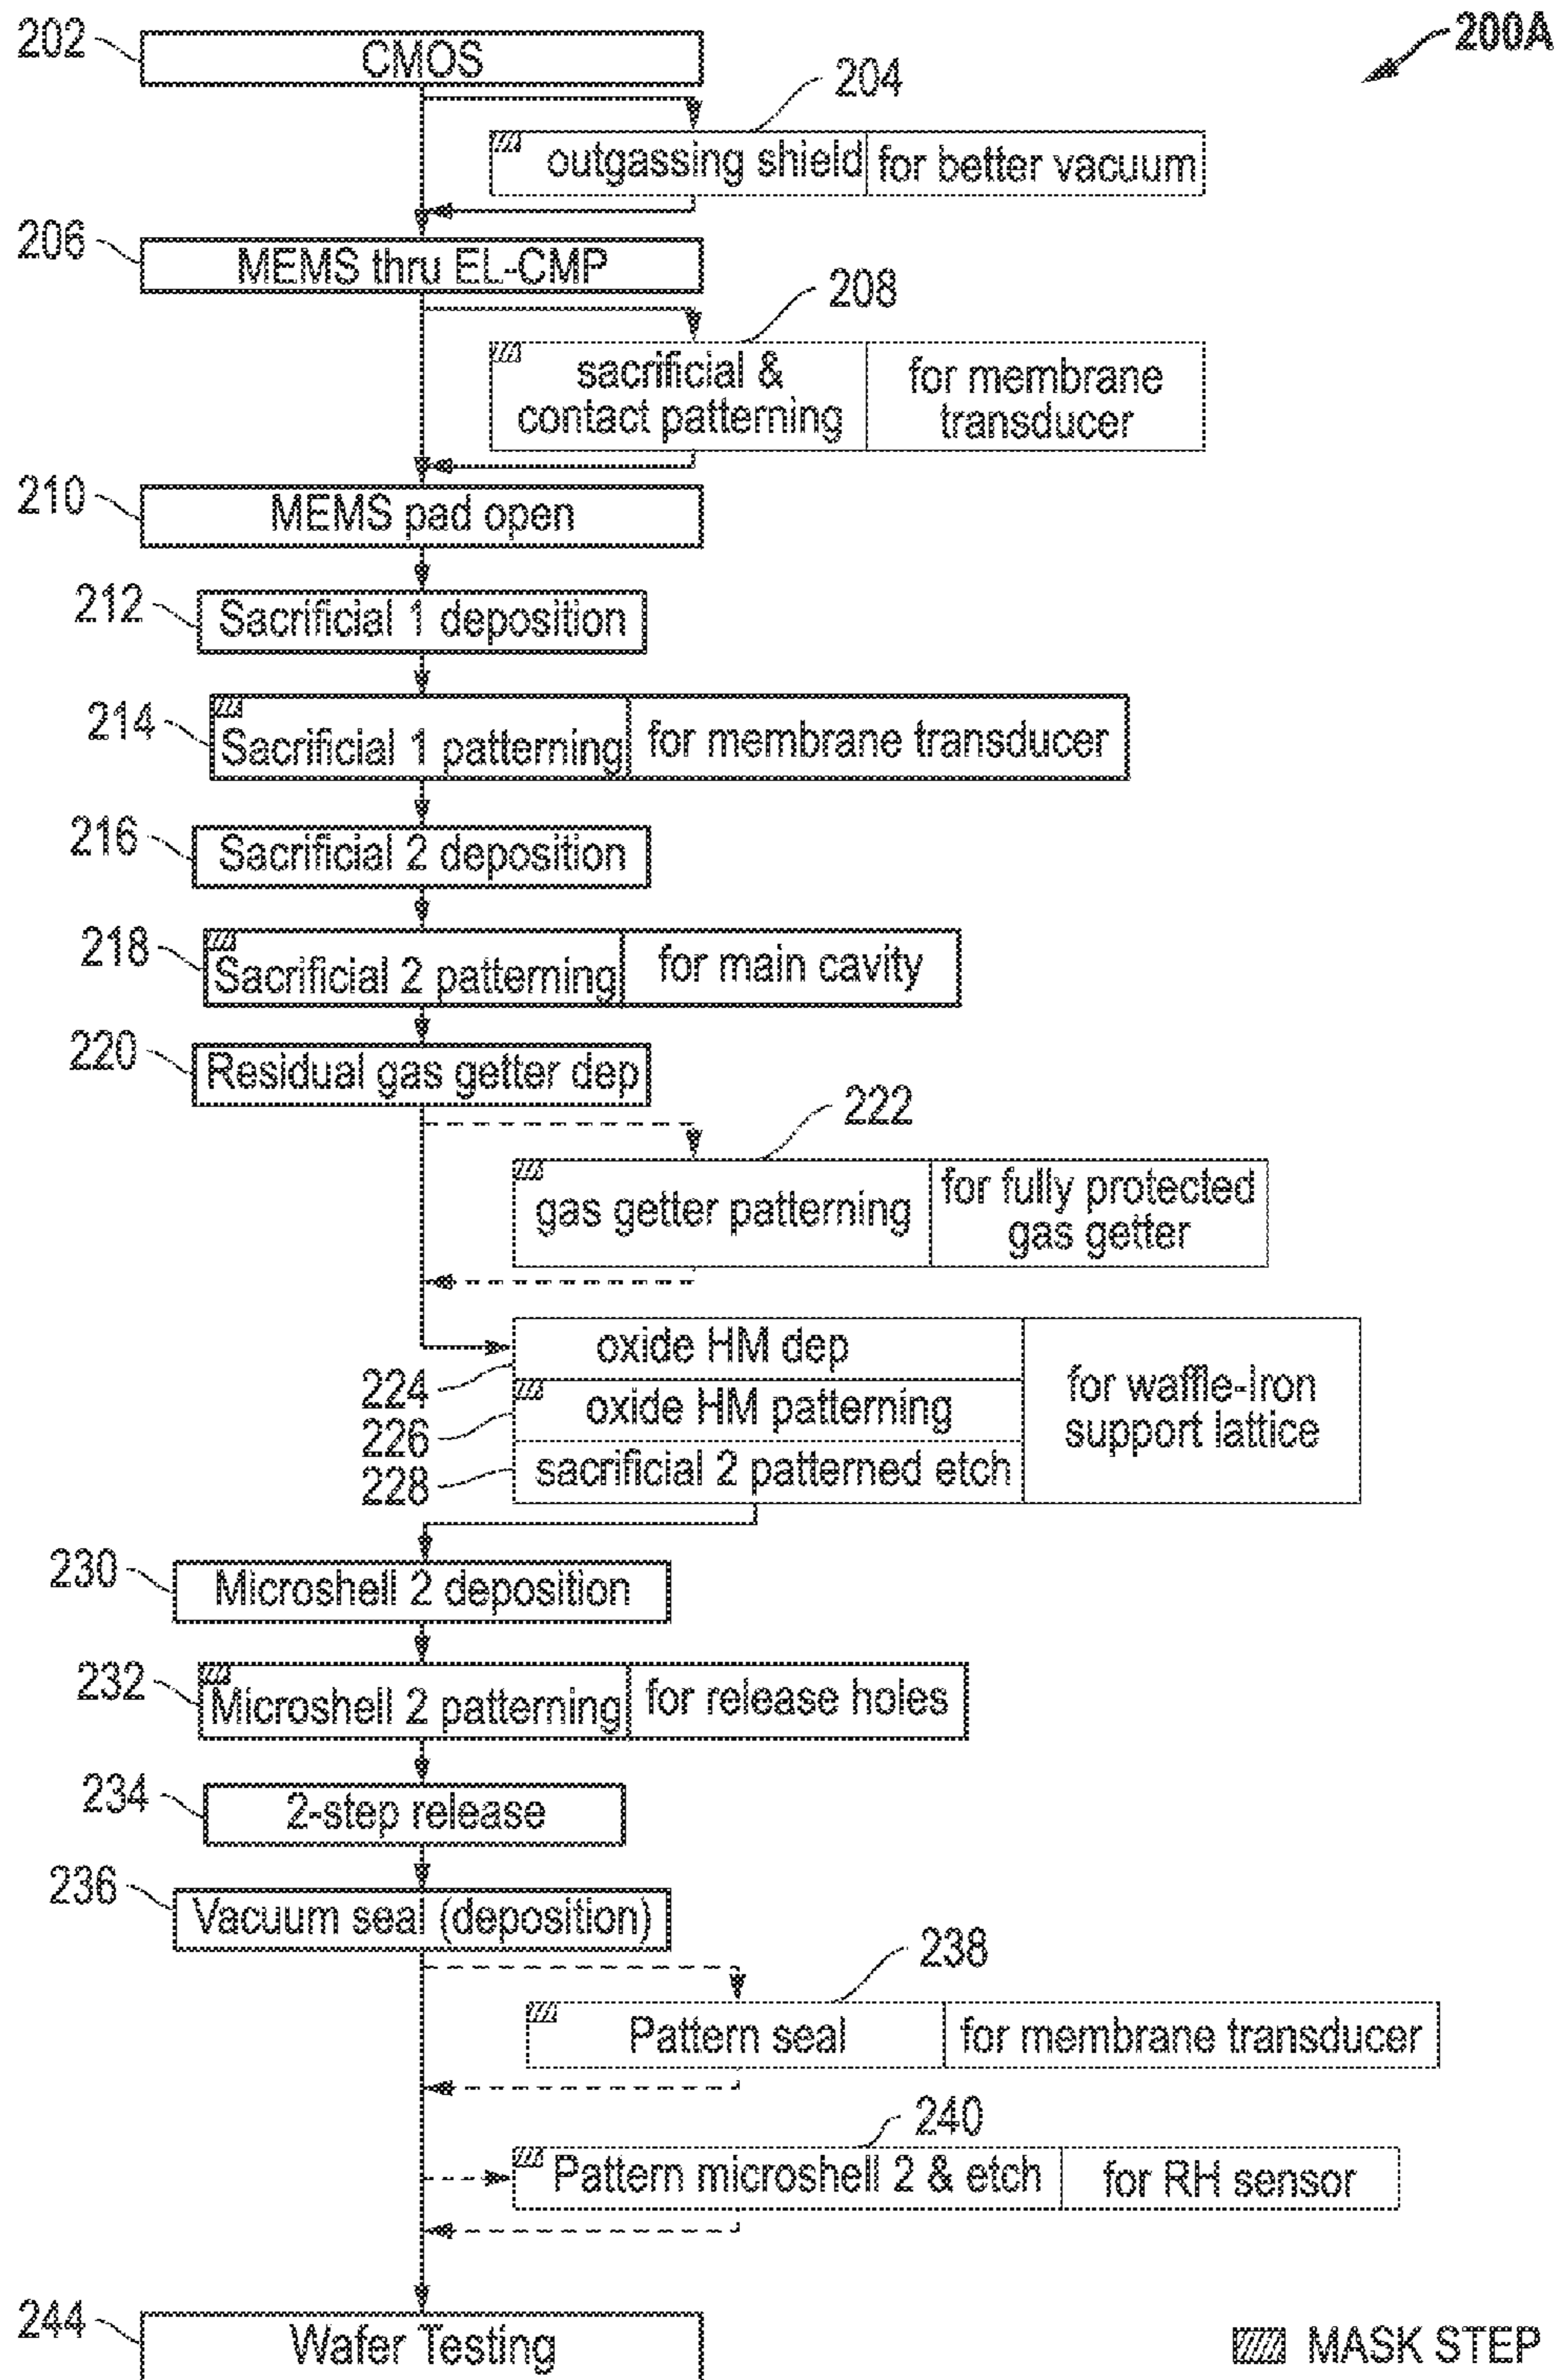 200A
202
CMOS
204
outgassing shield for better vacuum
206
MEMS thru EL-CMP
208
sacrificial & for membrane
contact patterning transducer
210
MEMS pad open
212
Sacrificial 1 deposition
214
Sacrificial 1 patterning for membrane transducer
216
Sacrificial 2 deposition
218
Sacrificial 2 patterning for main cavity
220
Residual gas getter dep
222
gas getter patterning for fully protected
gas getter
oxide HM dep
224
oxide HM patterning
226
sacrificial 2 patterned etch
228
for waffle-Iron
support lattice
230
Microshell 2 deposition
232
Microshell 2 patterning for release holes
234
2-step release
236
Vacuum seal (deposition)
238
Pattern seal for membrane transducer
240
Pattern microshell 2 & etch for RH sensor
244
Wafer Testing
MASK STEP